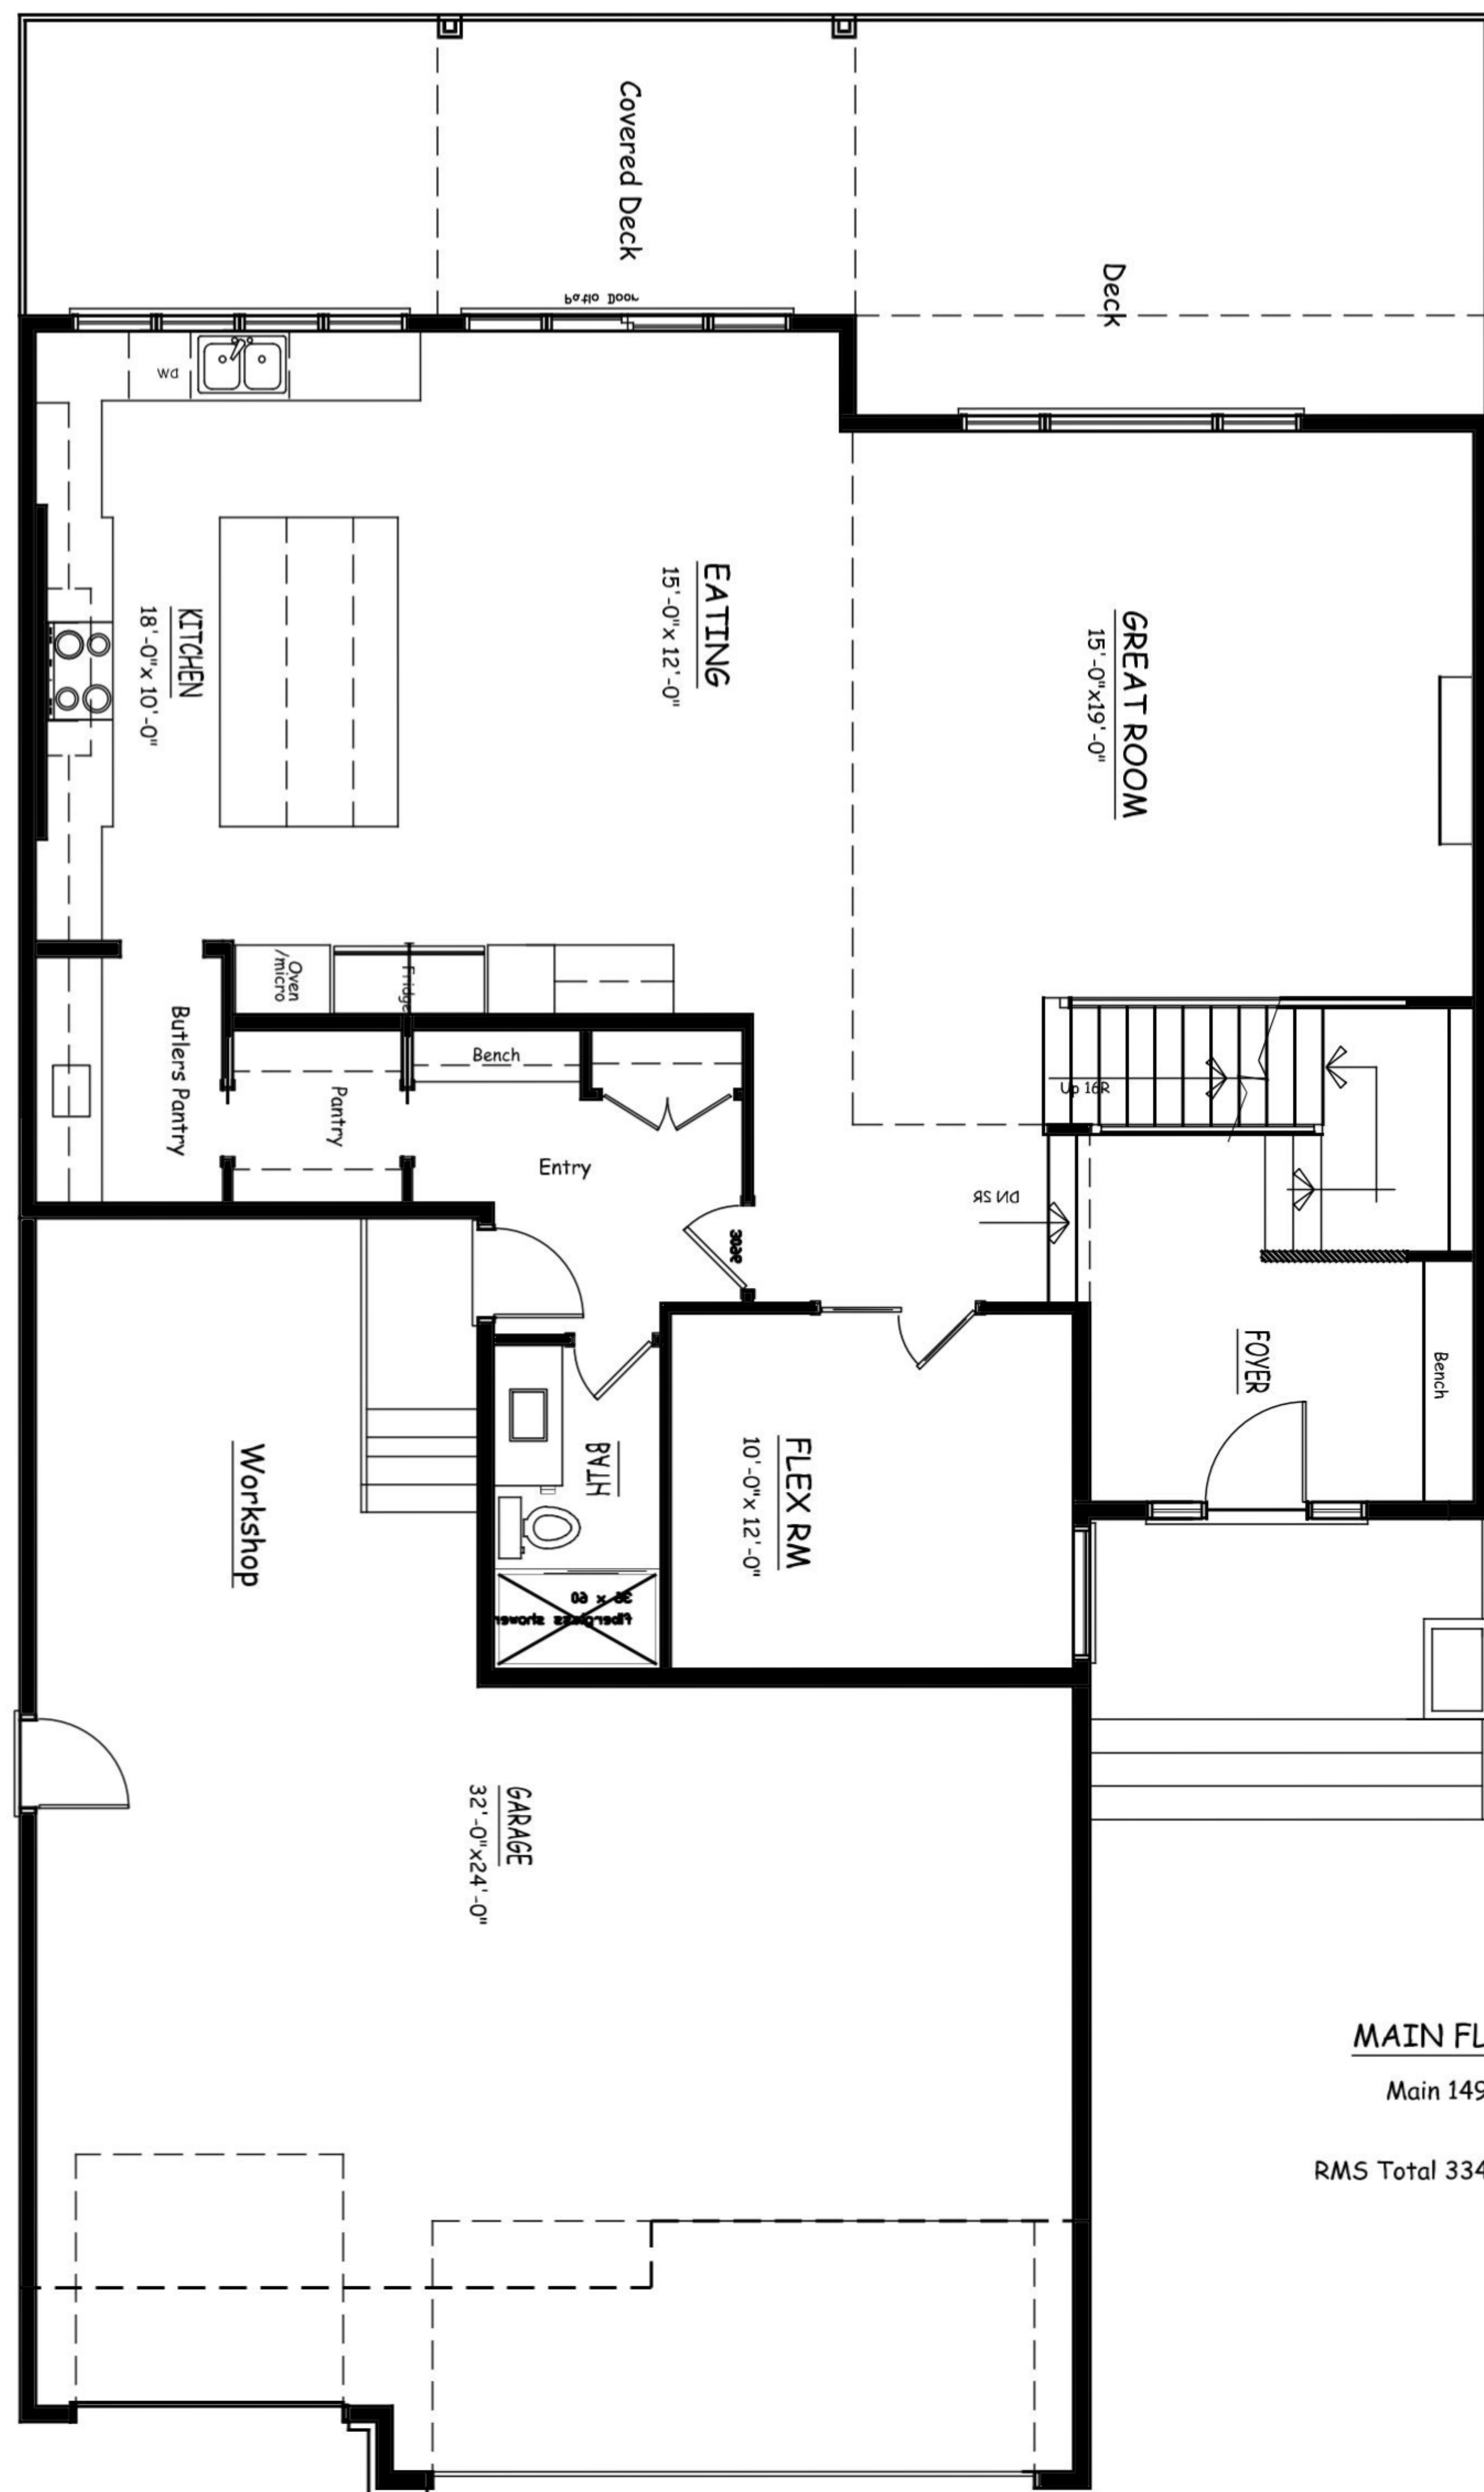 Covered Deck
Deck
Patio Door
DW
EATING
15'-0"x 12'-0"
GREAT ROOM
15'-0"x19'-0"
KITCHEN
18'-0"x 10'-0"
Oven
/micro
Fridge
Butlers Pantry
Pantry
Bench
Entry
Up 16R
DN 2R
3068
FOYER
Bench
BATH
FLEX RM
10'-0"x 12'-0"
Workshop
36 x 60
fiberglass shower
GARAGE
32'-0"x24'-0"
MAIN FL
Main 149
RMS Total 334